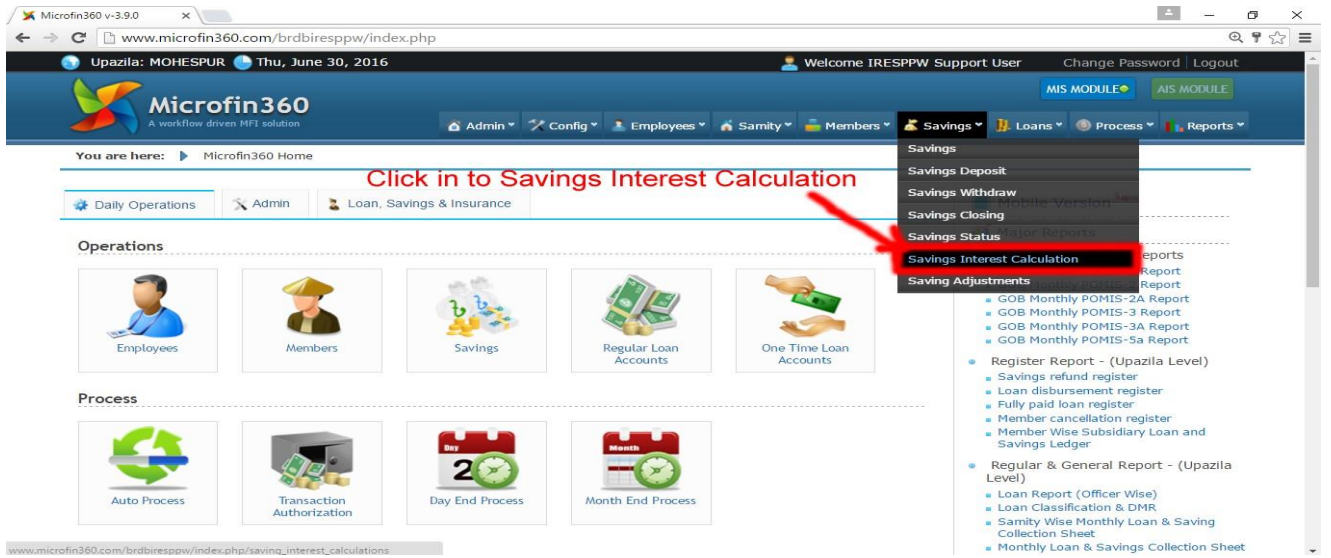 Microfin360 v-3.9.0
www.microfin360.com/brdbiresppw/index.php
Upazila: MOHESPUR Thu, June 30, 2016 Welcome IRESPPW Support User Change Password | Logout
MIS MODULE AIS MODULE
Microfin360
A workflow driven MFI solution
Admin Config Employees Samity Members Savings Loans Process Reports
You are here: Microfin360 Home
Savings
Savings Deposit
Savings Withdraw
Savings Closing
Savings Status
Savings Interest Calculation
Saving Adjustments
Click in to Savings Interest Calculation
Daily Operations Admin Loan, Savings & Insurance
Mobile Version
Major Reports
Operations
Employees
Members
Savings
Regular Loan
Accounts
One Time Loan
Accounts
Process
Day
2
Month
Auto Process
Transaction
Authorization
Day End Process
Month End Process
eports
Report
Report
GOB Monthly POMIS-2A Report
GOB Monthly POMIS-3 Report
GOB Monthly POMIS-3A Report
GOB Monthly POMIS-5a Report
Register Report - (Upazila Level)
Savings refund register
Loan disbursement register
Fully paid loan register
Member cancellation register
Member Wise Subsidiary Loan and
Savings Ledger
Regular & General Report - (Upazila
Level)
Loan Report (Officer Wise)
Loan Classification & DMR
Samity Wise Monthly Loan & Saving
Collection Sheet
Monthly Loan & Savings Collection Sheet
www.microfin360.com/brdbiresppw/index.php/saving_interest_calculations